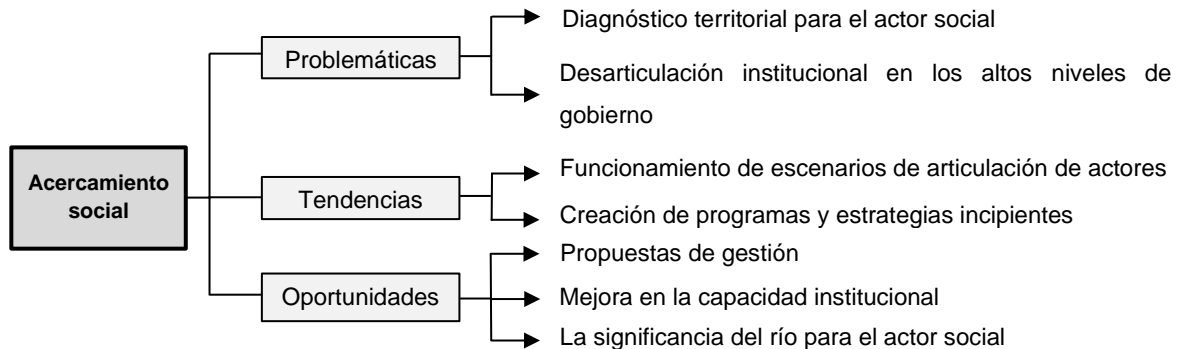 Acercamiento
social
Problemáticas
Diagnóstico territorial para el actor social
Desarticulación institucional en los altos niveles de
gobierno
Tendencias
Funcionamiento de escenarios de articulación de actores
Creación de programas y estrategias incipientes
Oportunidades
Propuestas de gestión
Mejora en la capacidad institucional
La significancia del río para el actor social